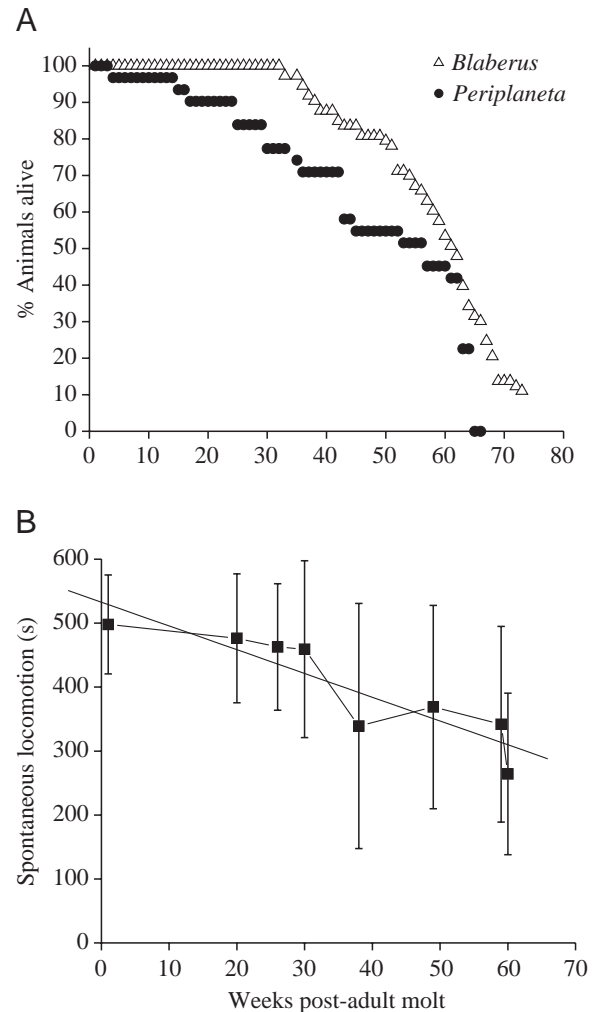 A
100
90
80
70
60
50
40
30
20
10
0
% Animals alive
△ Blaberus
● Periplaneta
0 10 20 30 40 50 60 70 80
B
600
500
400
300
200
100
0
Spontaneous locomotion (s)
0 10 20 30 40 50 60 70
Weeks post-adult molt